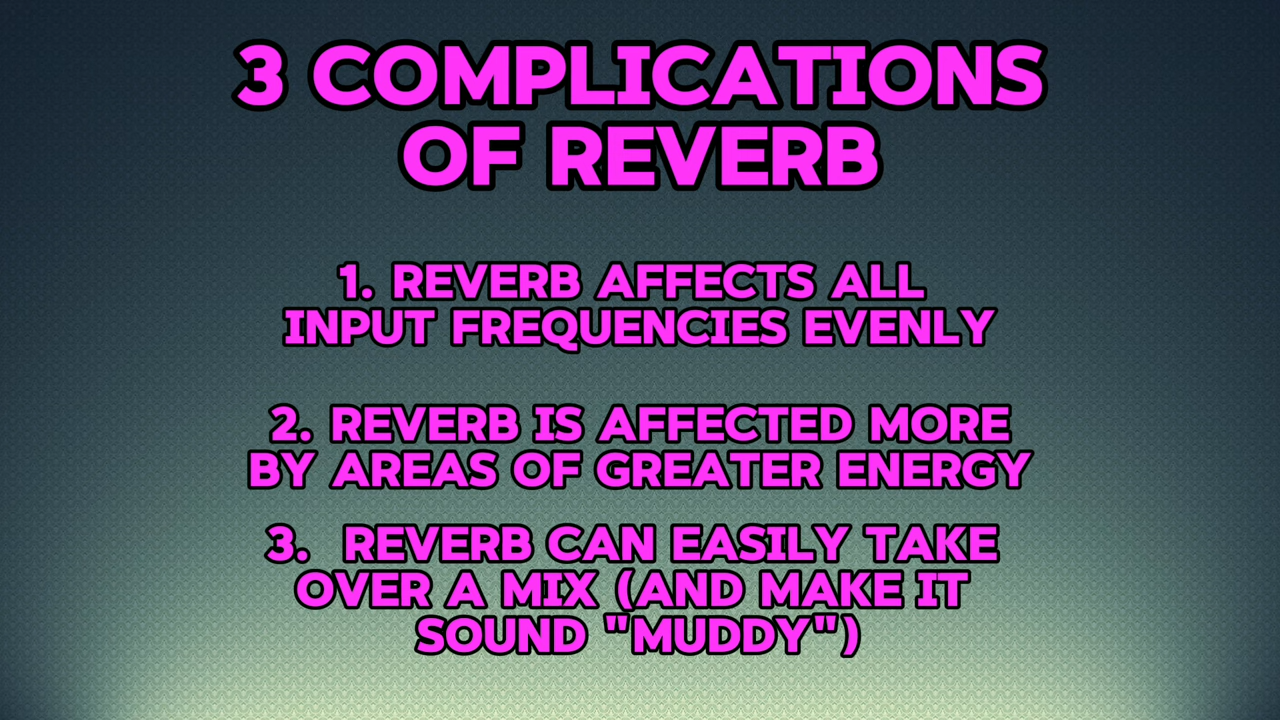 3 COMPLICATIONS
OF REVERB
1. REVERB AFFECTS ALL
INPUT FREQUENCIES EVENLY
2. REVERB IS AFFECTED MORE
BY AREAS OF GREATER ENERGY
3. REVERB CAN EASILY TAKE
OVER A MIX (AND MAKE IT
SOUND "MUDDY")